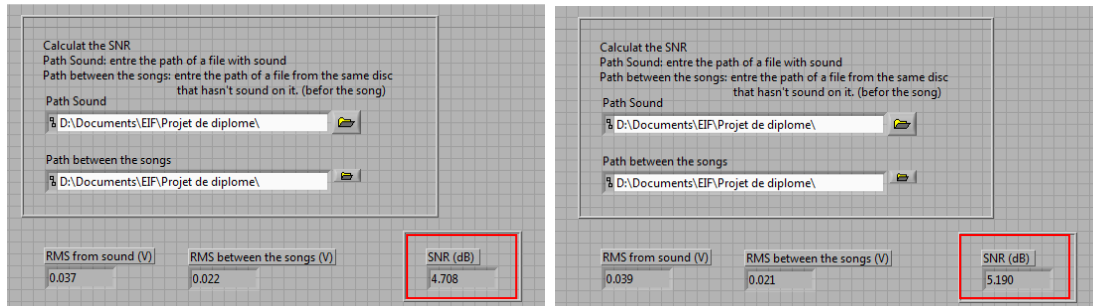 Calculat the SNR
Path Sound: entre the path of a file with sound
Path between the songs: entre the path of a file from the same disc
that hasn't sound on it. (befor the song)
Path Sound
D:\Documents\EIF\Projet de diplome\
Path between the songs
D:\Documents\EIF\Projet de diplome\
RMS from sound (V)
RMS between the songs (V)
SNR (dB)
0.037
0.022
4.708
Calculat the SNR
Path Sound: entre the path of a file with sound
Path between the songs: entre the path of a file from the same disc
that hasn't sound on it. (befor the song)
Path Sound
D:\Documents\EIF\Projet de diplome\
Path between the songs
D:\Documents\EIF\Projet de diplome\
RMS from sound (V)
RMS between the songs (V)
SNR (dB)
0.039
0.021
5.190